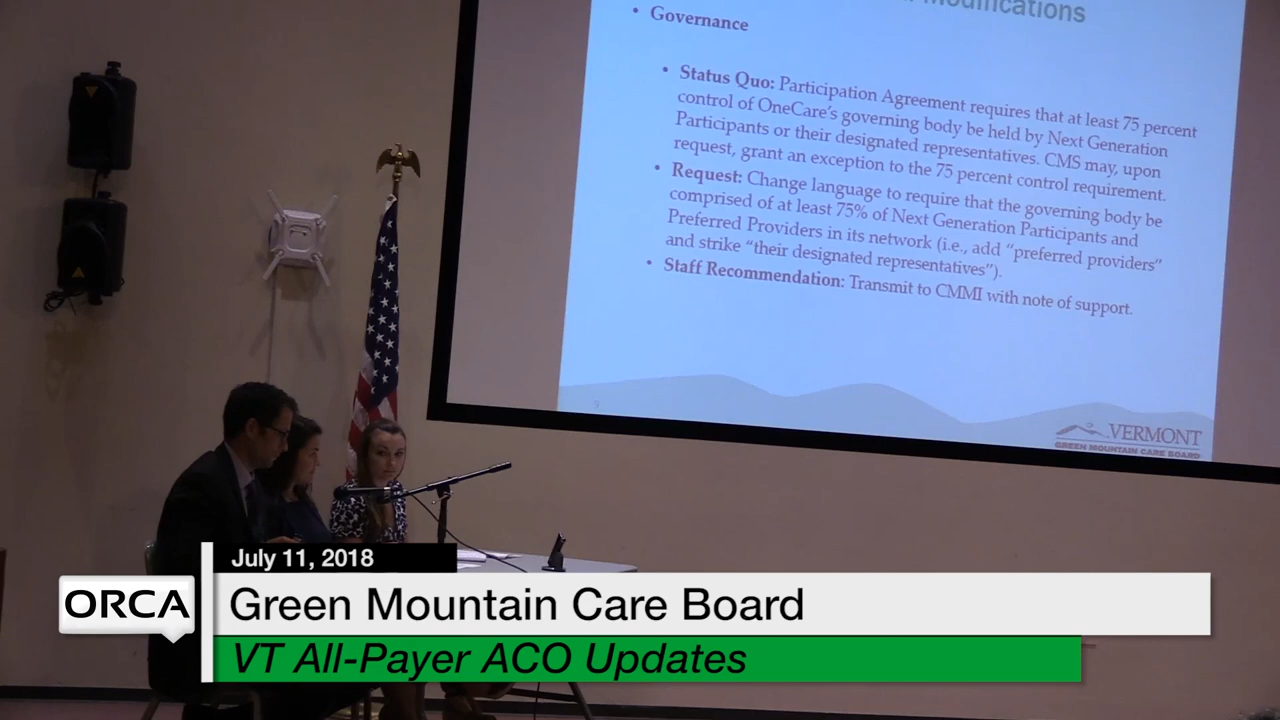 Modifications
• Governance
• Status Quo: Participation Agreement requires that at least 75 percent
control of OneCare's governing body be held by Next Generation
Participants or their designated representatives. CMS may, upon
request, grant an exception to the 75 percent control requirement.
• Request: Change language to require that the governing body be
comprised of at least 75% of Next Generation Participants and
Preferred Providers in its network (i.e., add "preferred providers"
and strike "their designated representatives").
• Staff Recommendation: Transmit to CMMI with note of support.
VERMONT
GREEN MOUNTAIN CARE BOARD
July 11, 2018
ORCA
Green Mountain Care Board
VT All-Payer ACO Updates